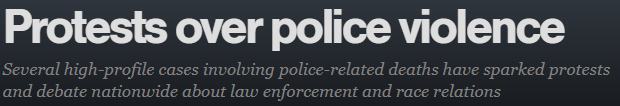 Protests over police violence
Several high-profile cases involving police-related deaths have sparked protests
and debate nationwide about law enforcement and race relations